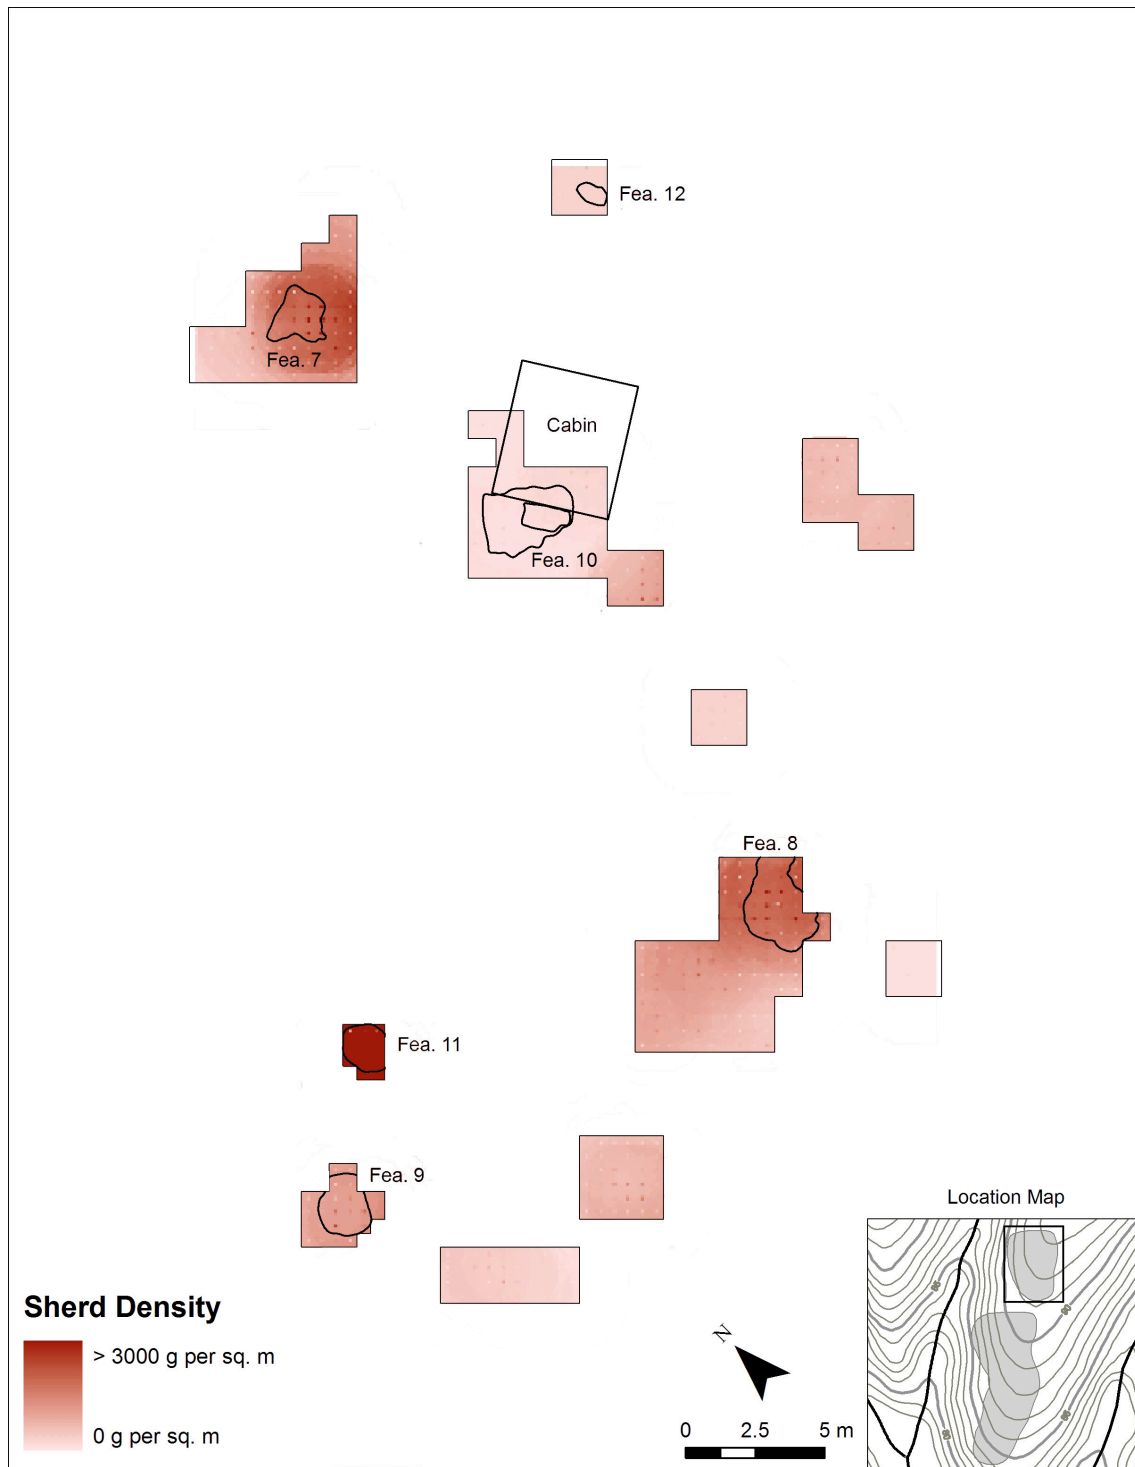 Fea. 12
Fea. 7
Cabin
Fea. 10
Fea. 8
Fea. 11
Fea. 9
Location Map
Sherd Density
> 3000 g per sq. m
0 g per sq. m
N
0 2.5 5 m